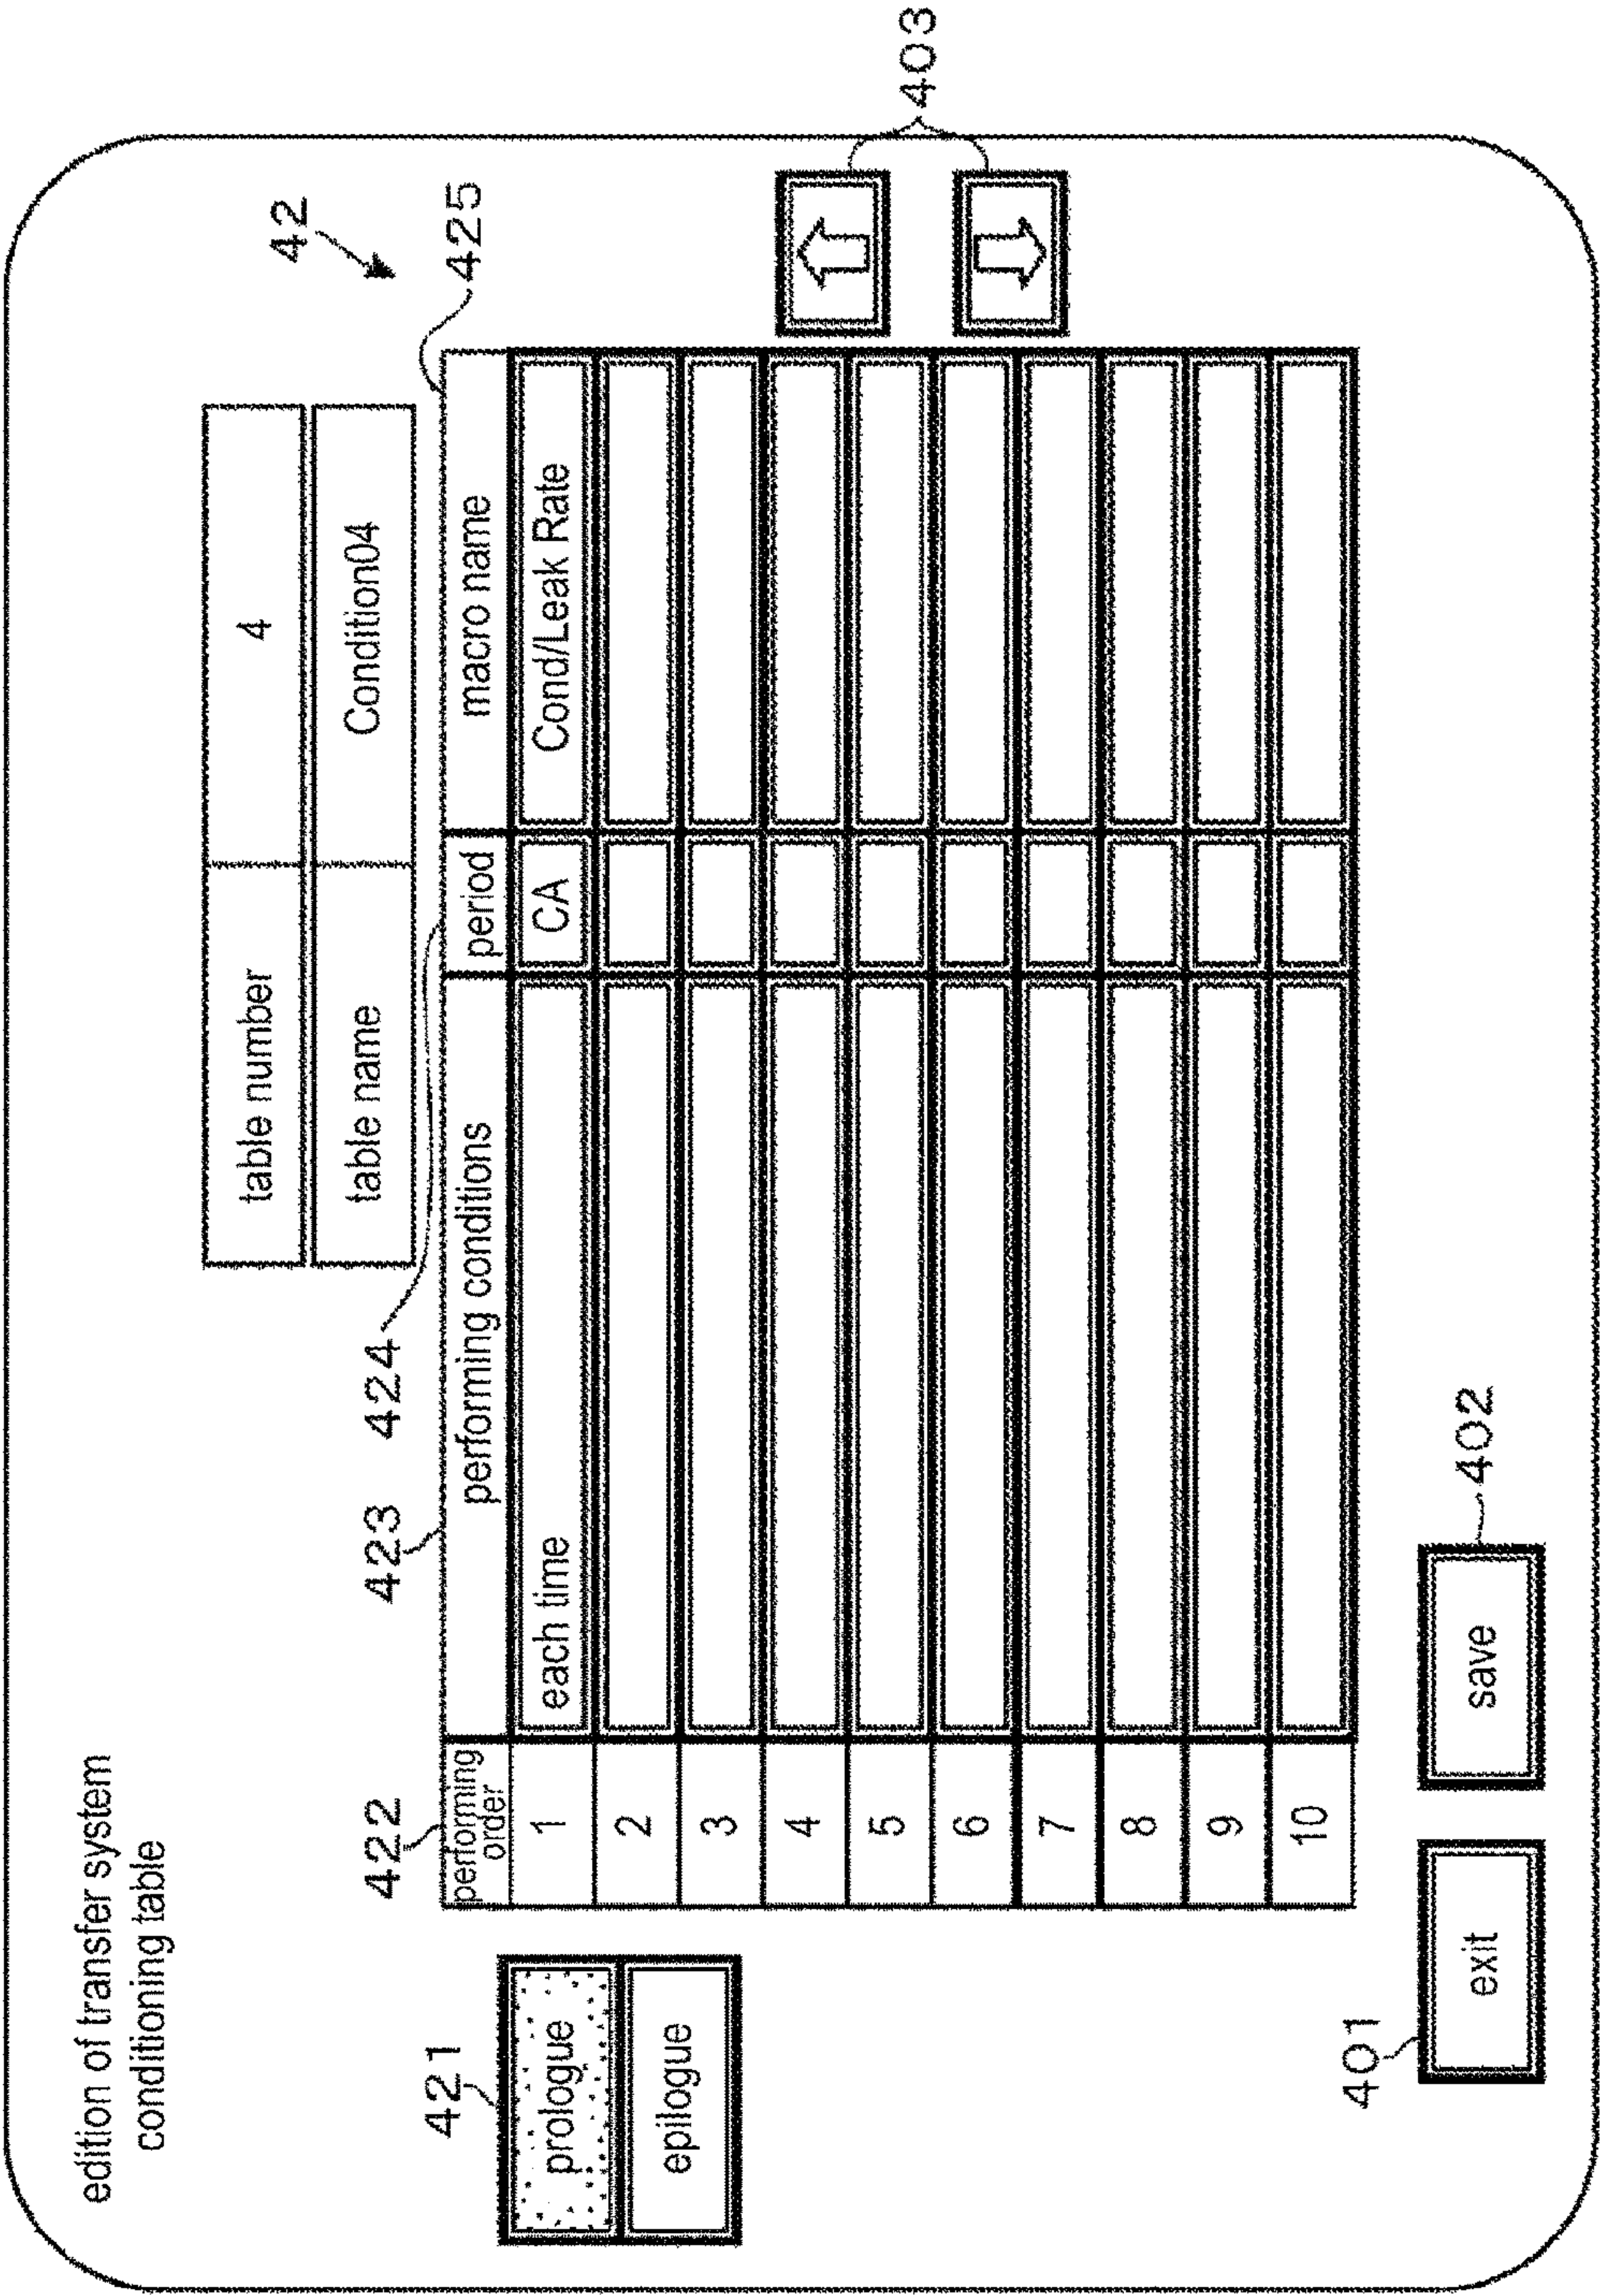 edition of transfer system
conditioning table
42
table number 4
table name Condition04
421
422
423
424
425
prologue
epilogue
performing order performing conditions period macro name
1 each time CA Cond/Leak Rate
2
3
4
5
6
7
8
9
10
403
401
exit
save
402